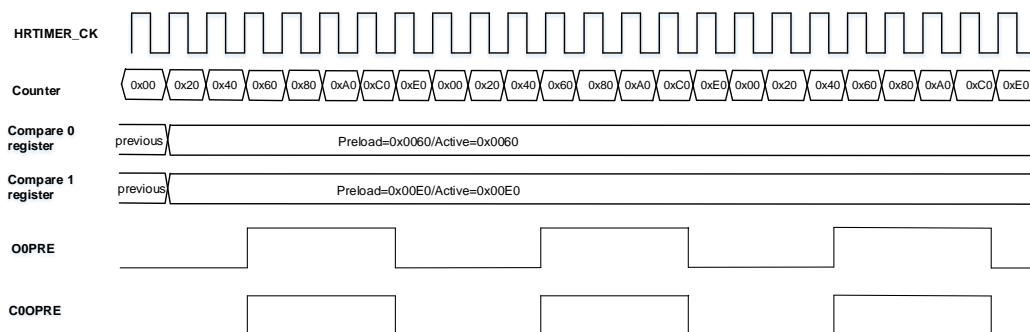 HRTIMER_CK
Counter 0x00 0x20 0x40 0x60 0x80 0xA0 0xC0 0xE0 0x00 0x20 0x40 0x60 0x80 0xA0 0xC0 0xE0 0x00 0x20 0x40 0x60 0x80 0xA0 0xC0 0xE0
Compare 0
register
previous Preload=0x0060/Active=0x0060
Compare 1
register
previous Preload=0x00E0/Active=0x00E0
O0PRE
C0OPRE